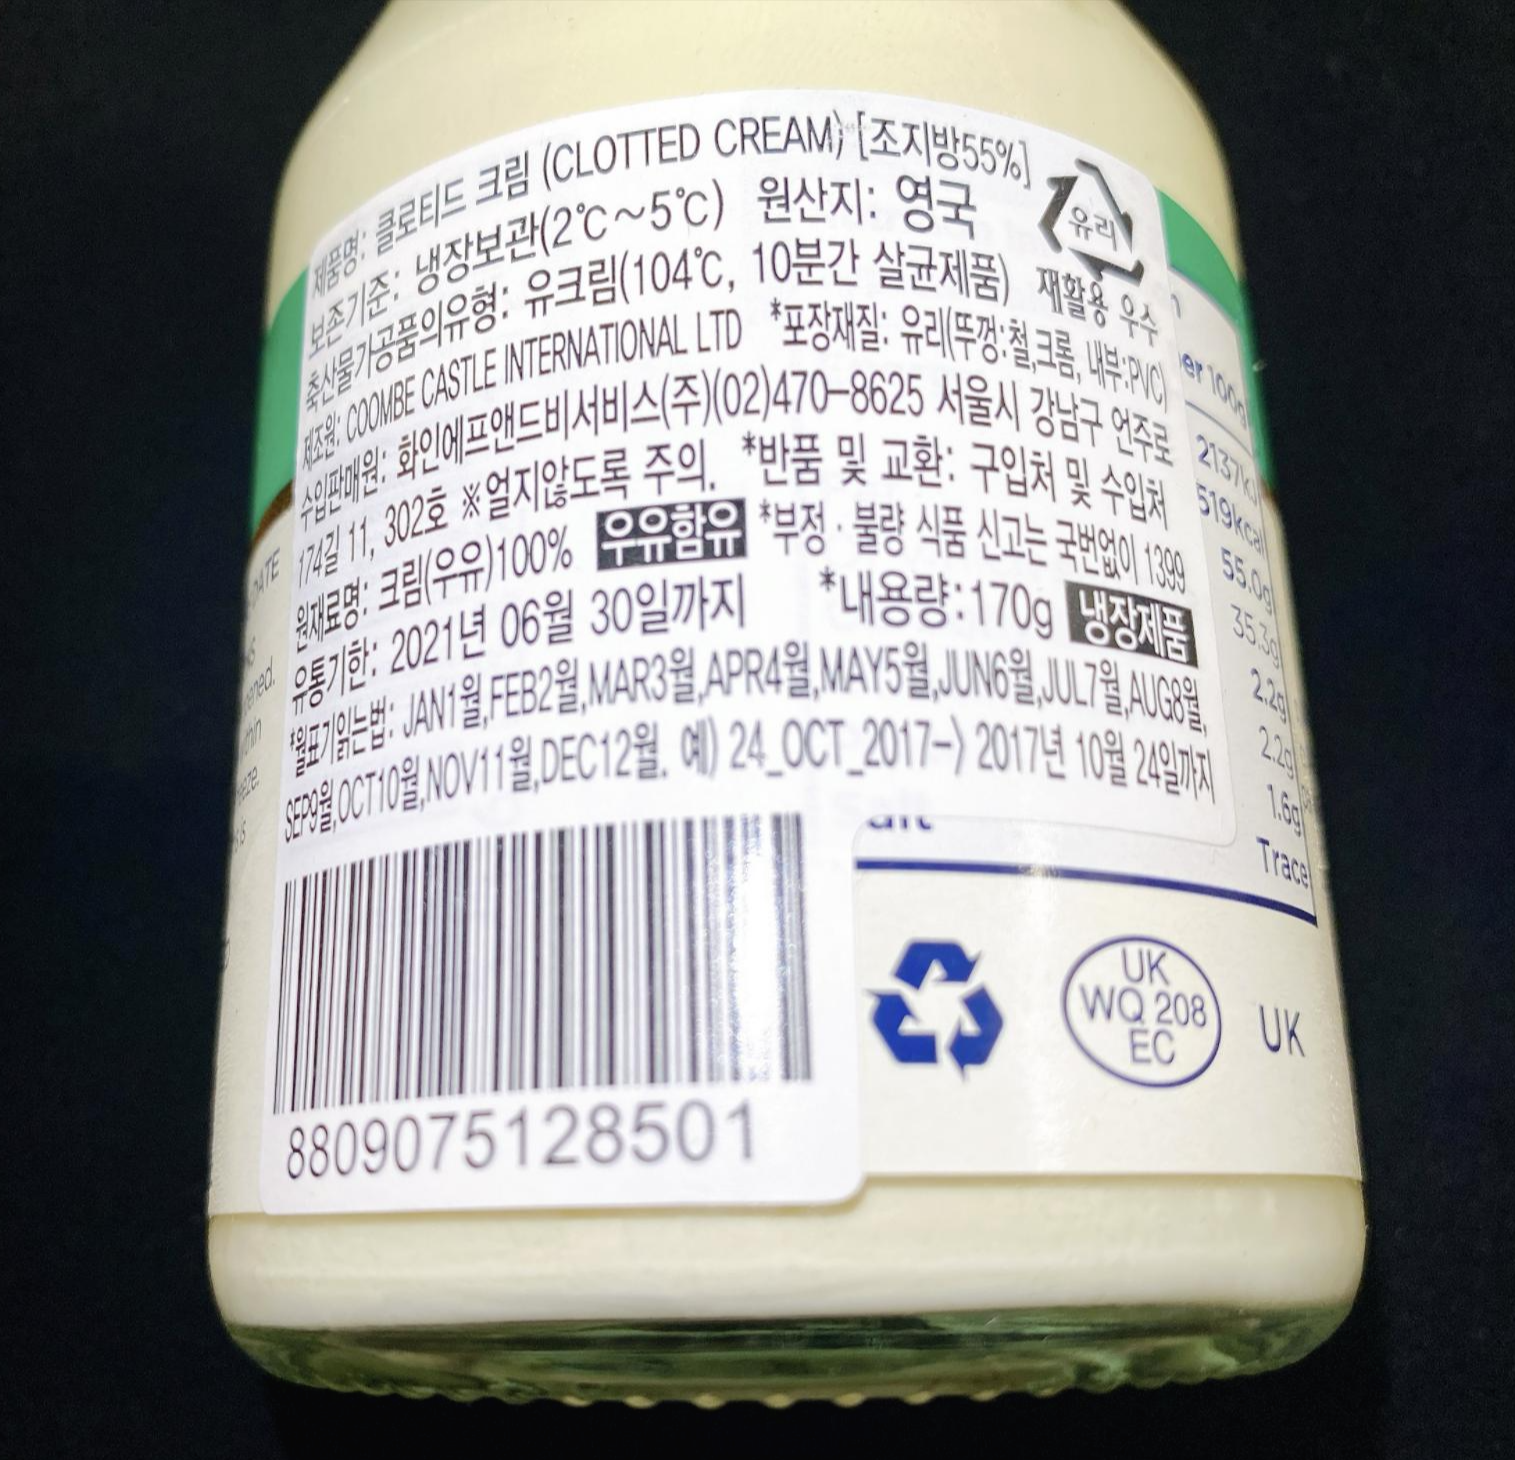 제품명: 클로티드 크림 (CLOTTED CREAM) [조지방55%]
보존기준: 냉장보관(2℃~5℃) 원산지: 영국
축산물가공품의유형: 유크림(104℃, 10분간 살균제품)
유리
재활용 우수
제조원: COOMBE CASTLE INTERNATIONAL LTD *포장재질: 유리(뚜껑:철,크롬, 내부:PVC)
수입판매원: 화인에프앤드비서비스(주)(02)470-8625 서울시 강남구 언주로
174길 11, 302호 ※얼지않도록 주의. *반품 및 교환: 구입처 및 수입처
원재료명: 크림(우유)100% 우유함유 *부정·불량 식품 신고는 국번없이 1399
유통기한: 2021년 06월 30일까지 *내용량:170g 냉장제품
*월표기읽는법: JAN1월,FEB2월,MAR3월,APR4월,MAY5월,JUN6월,JUL7월,AUG8월,
SEP9월,OCT10월,NOV11월,DEC12월. 예) 24_OCT_2017-> 2017년 10월 24일까지
8809075128501
100g
2137kJ
519kcal
55.0g
35.3g
2.2g
2.2g
1.6g
Trace
UK
WQ 208
EC
UK